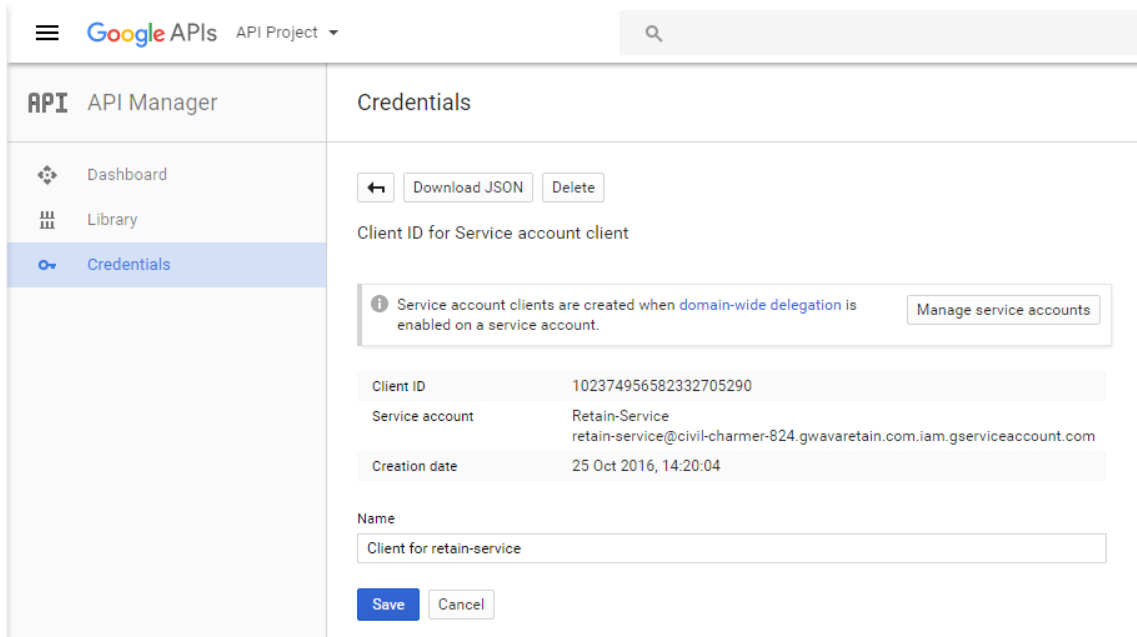 Google APIs API Project
API API Manager
Credentials
Dashboard
Library
Credentials
Download JSON Delete
Client ID for Service account client
Service account clients are created when domain-wide delegation is
enabled on a service account.
Manage service accounts
Client ID 102374956582332705290
Service account Retain-Service
retain-service@civil-charmer-824.gwavaretain.com.iam.gserviceaccount.com
Creation date 25 Oct 2016, 14:20:04
Name
Client for retain-service
Save Cancel